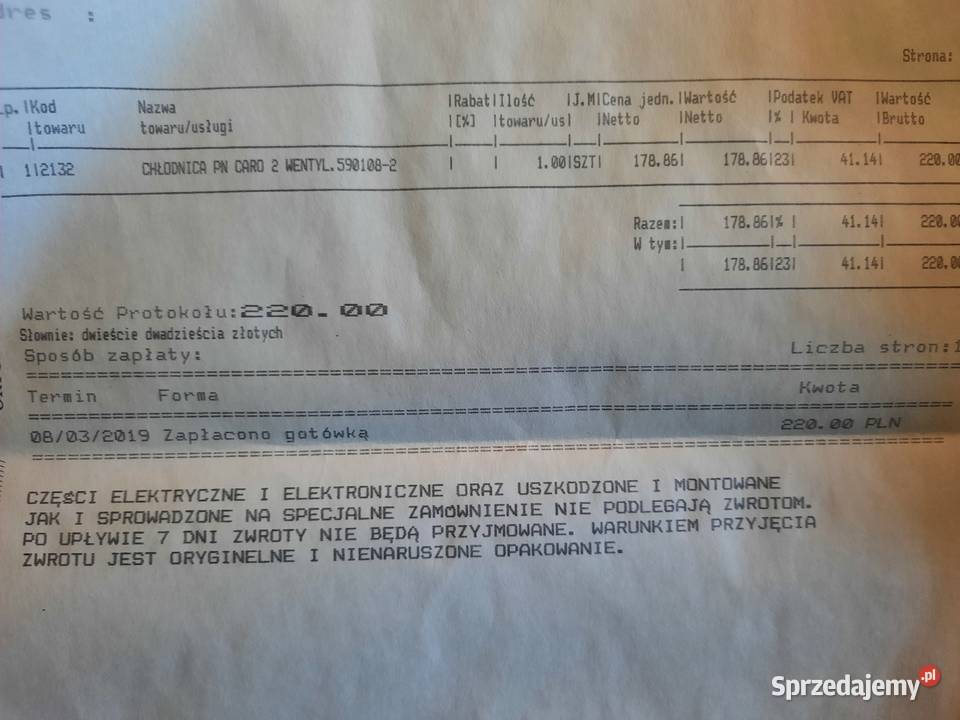 dres :
Strona:
Lp. |Kod Nazwa |Rabat|Ilość |J.M|Cena jedn.|Wartość |Podatek VAT |Wartość
|towaru towaru/usługi |[%] |towaru/us| |Netto |Netto |% | Kwota |Brutto
1|2132 CHŁODNICA PN CARO 2 WENTYL.590108-2 | | 1.00|SZT| 178.86| 178.86|23| 41.14| 220.00
Razem:| 178.86|% | 41.14| 220.00
W tym:|
| 178.86|23| 41.14| 220.00
Wartość Protokołu:220.00
Słownie: dwieście dwadzieścia złotych
Sposób zapłaty: Liczba stron:1
Termin Forma Kwota
08/03/2019 Zapłacono gotówką 220.00 PLN
CZĘŚCI ELEKTRYCZNE I ELEKTRONICZNE ORAZ USZKODZONE I MONTOWANE
JAK I SPROWADZONE NA SPECJALNE ZAMÓWNIENIE NIE PODLEGAJĄ ZWROTOM.
PO UPŁYWIE 7 DNI ZWROTY NIE BĘDĄ PRZYJMOWANE. WARUNKIEM PRZYJĘCIA
ZWROTU JEST ORYGINELNE I NIENARUSZONE OPAKOWANIE.
Sprzedajemy.pl